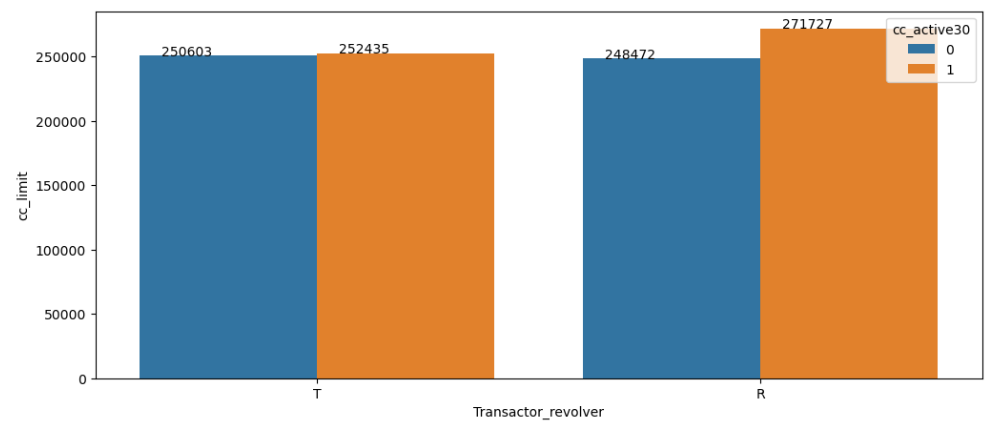 cc_limit
250000
200000
150000
100000
50000
0
250603
252435
248472
271727
cc_active30
0
1
T
R
Transactor_revolver